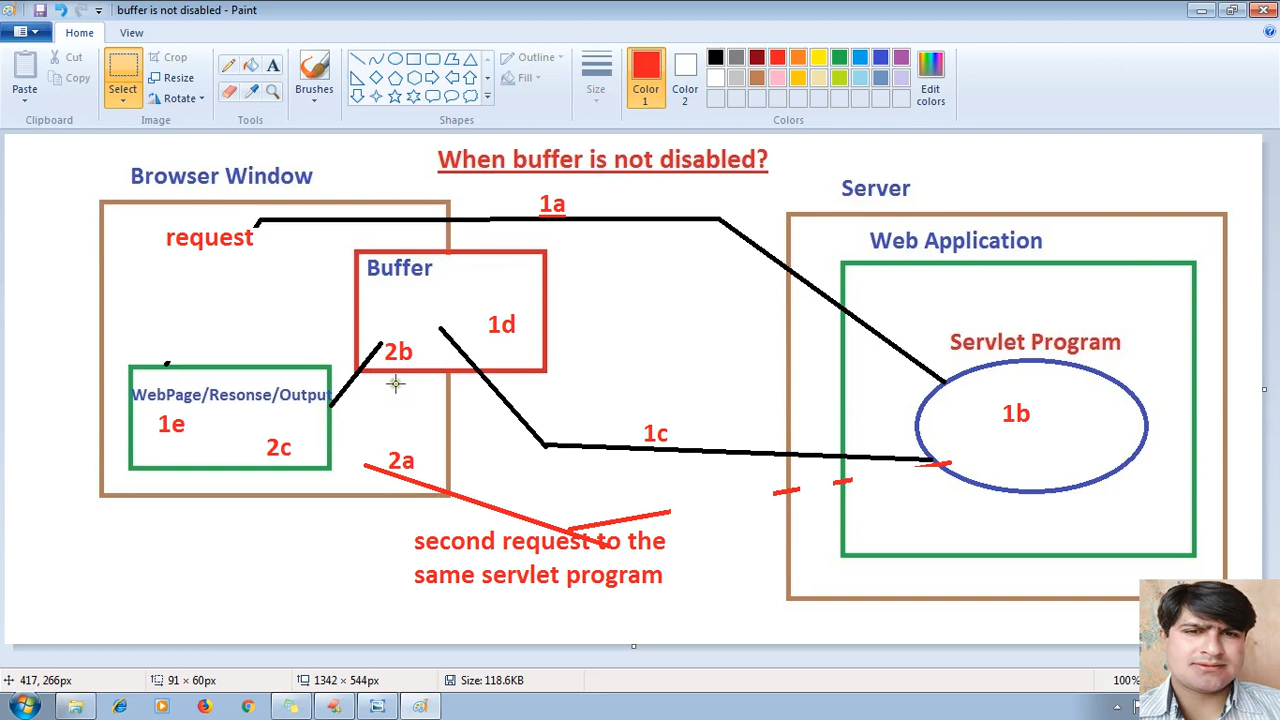 buffer is not disabled - Paint
Home
View
Paste
Cut
Copy
Clipboard
Select
Crop
Resize
Rotate
Image
A
Tools
Brushes
Outline
Fill
Shapes
Size
Color 1
Color 2
Edit colors
Colors
When buffer is not disabled?
Browser Window
Server
1a
request
Web Application
Buffer
1d
Servlet Program
2b
WebPage/Resonse/Output
1e
1b
1c
2c
2a
second request to the
same servlet program
417, 266px
91 × 60px
1342 × 544px
Size: 118.6KB
100%